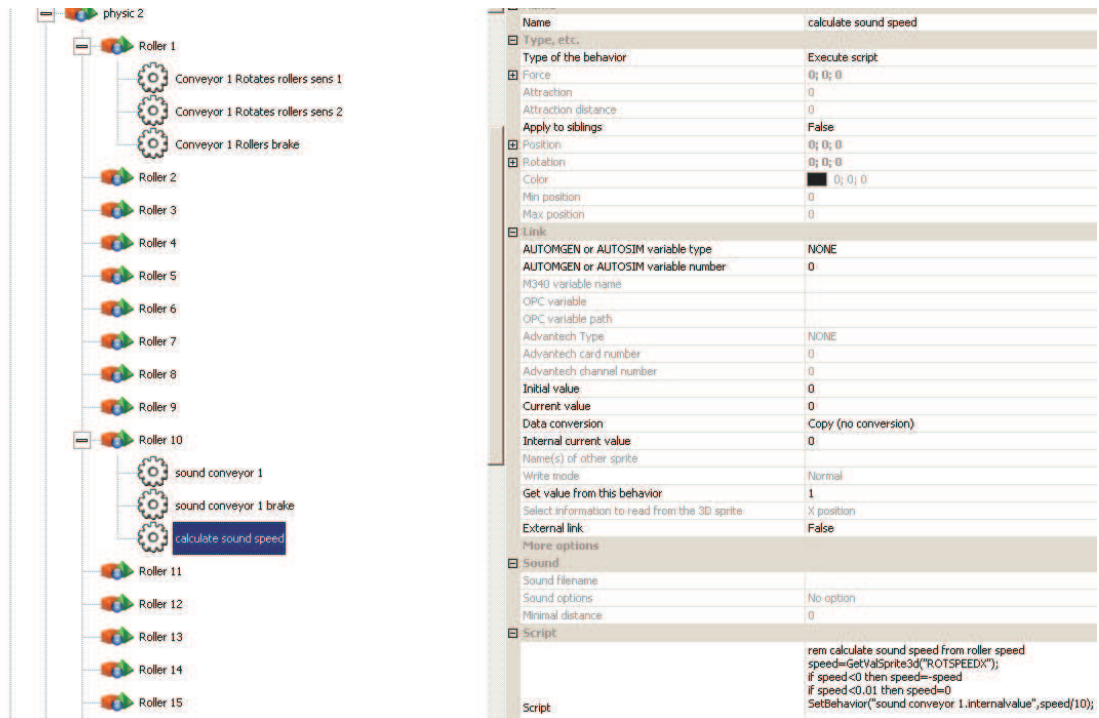 physic 2
Roller 1
Conveyor 1 Rotates rollers sens 1
Conveyor 1 Rotates rollers sens 2
Conveyor 1 Rollers brake
Roller 2
Roller 3
Roller 4
Roller 5
Roller 6
Roller 7
Roller 8
Roller 9
Roller 10
sound conveyor 1
sound conveyor 1 brake
calculate sound speed
Roller 11
Roller 12
Roller 13
Roller 14
Roller 15
Name calculate sound speed
Type, etc.
Type of the behavior Execute script
Force 0; 0; 0
Attraction 0
Attraction distance 0
Apply to siblings False
Position 0; 0; 0
Rotation 0; 0; 0
Color 0; 0; 0
Min position 0
Max position 0
Link
AUTOMGEN or AUTOSIM variable type NONE
AUTOMGEN or AUTOSIM variable number 0
M340 variable name
OPC variable
OPC variable path
Advantech Type NONE
Advantech card number 0
Advantech channel number 0
Initial value 0
Current value 0
Data conversion Copy (no conversion)
Internal current value 0
Name(s) of other sprite
Write mode Normal
Get value from this behavior 1
Select information to read from the 3D sprite X position
External link False
More options
Sound
Sound filename
Sound options No option
Minimal distance 0
Script
rem calculate sound speed from roller speed
speed=GetValSprite3d("ROTSPEEDX");
if speed<0 then speed=-speed
if speed<0.01 then speed=0
Script SetBehavior("sound conveyor 1.internalvalue",speed/10);